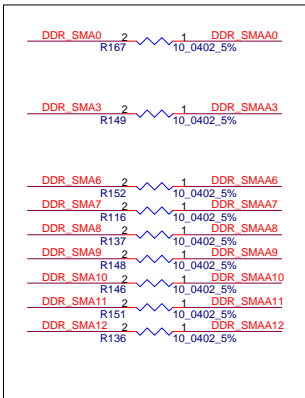 DDR_SMA0 2 1 DDR_SMAA0
R167 10_0402_5%
DDR_SMA3 2 1 DDR_SMAA3
R149 10_0402_5%
DDR_SMA6 2 1 DDR_SMAA6
R152 10_0402_5%
DDR_SMA7 2 1 DDR_SMAA7
R116 10_0402_5%
DDR_SMA8 2 1 DDR_SMAA8
R137 10_0402_5%
DDR_SMA9 2 1 DDR_SMAA9
R148 10_0402_5%
DDR_SMA10 2 1 DDR_SMAA10
R146 10_0402_5%
DDR_SMA11 2 1 DDR_SMAA11
R151 10_0402_5%
DDR_SMA12 2 1 DDR_SMAA12
R136 10_0402_5%